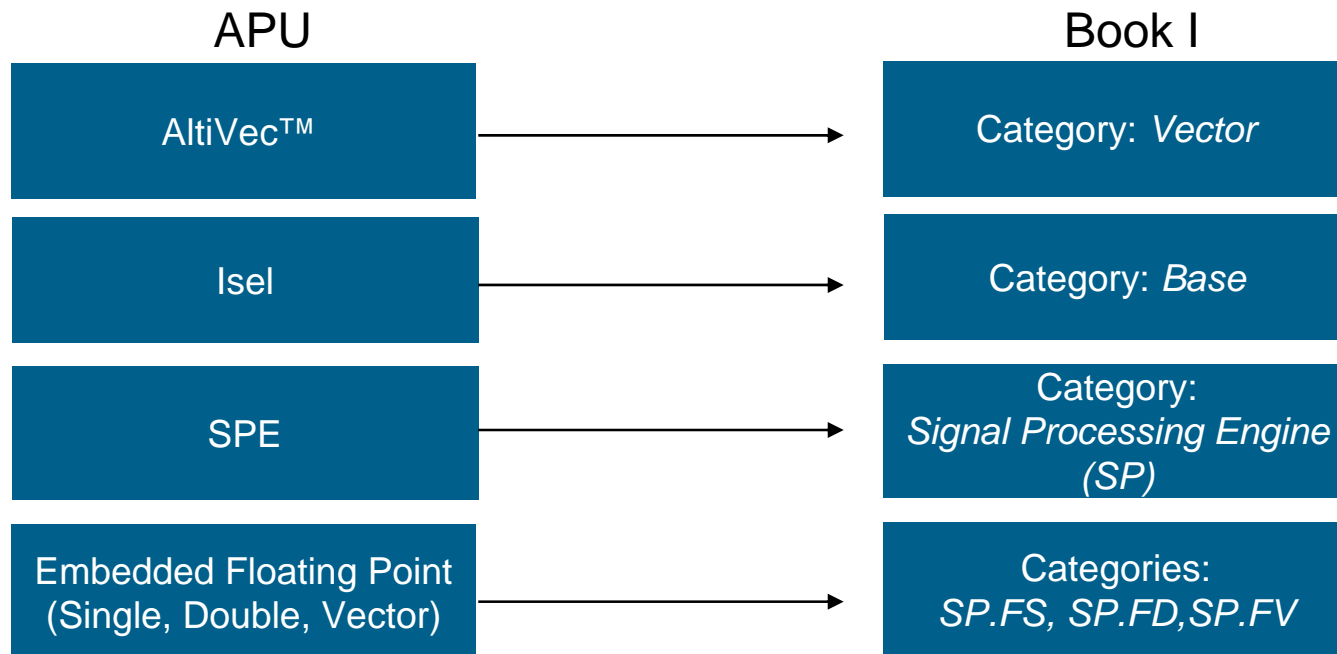 APU
Book I
AltiVec™
Category: Vector
Isel
Category: Base
SPE
Category:
Signal Processing Engine
(SP)
Embedded Floating Point
(Single, Double, Vector)
Categories:
SP.FS, SP.FD,SP.FV